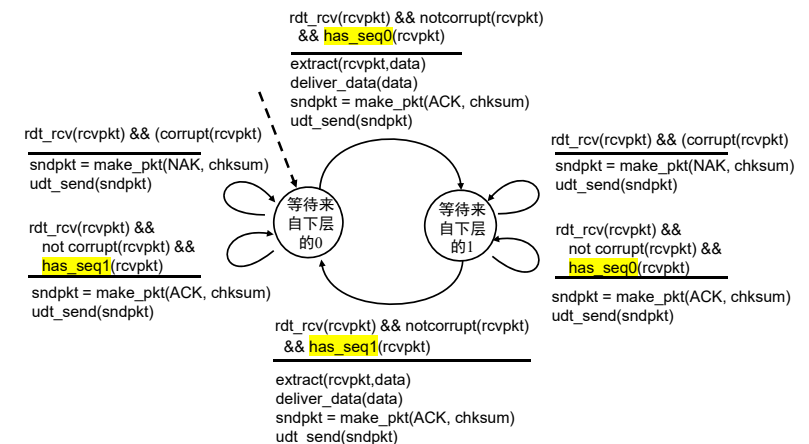 rdt_rcv(rcvpkt) && notcorrupt(rcvpkt)
&& has_seq0(rcvpkt)
extract(rcvpkt,data)
deliver_data(data)
sndpkt = make_pkt(ACK, chksum)
udt_send(sndpkt)
rdt_rcv(rcvpkt) && (corrupt(rcvpkt)
sndpkt = make_pkt(NAK, chksum)
udt_send(sndpkt)
rdt_rcv(rcvpkt) &&
not corrupt(rcvpkt) &&
has_seq1(rcvpkt)
sndpkt = make_pkt(ACK, chksum)
udt_send(sndpkt)
等待来
自下层
的0
等待来
自下层
的1
rdt_rcv(rcvpkt) && (corrupt(rcvpkt)
sndpkt = make_pkt(NAK, chksum)
udt_send(sndpkt)
rdt_rcv(rcvpkt) &&
not corrupt(rcvpkt) &&
has_seq0(rcvpkt)
sndpkt = make_pkt(ACK, chksum)
udt_send(sndpkt)
rdt_rcv(rcvpkt) && notcorrupt(rcvpkt)
&& has_seq1(rcvpkt)
extract(rcvpkt,data)
deliver_data(data)
sndpkt = make_pkt(ACK, chksum)
udt_send(sndpkt)